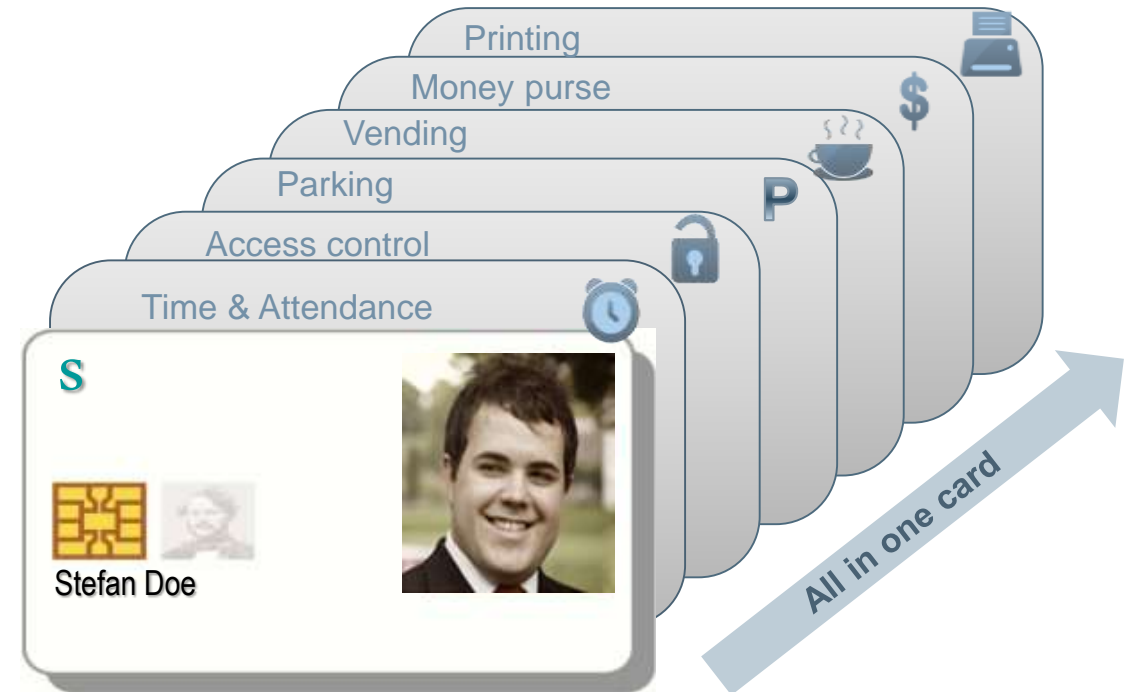 Printing
Money purse
$
Vending
Parking
P
Access control
Time & Attendance
S
Stefan Doe
All in one card